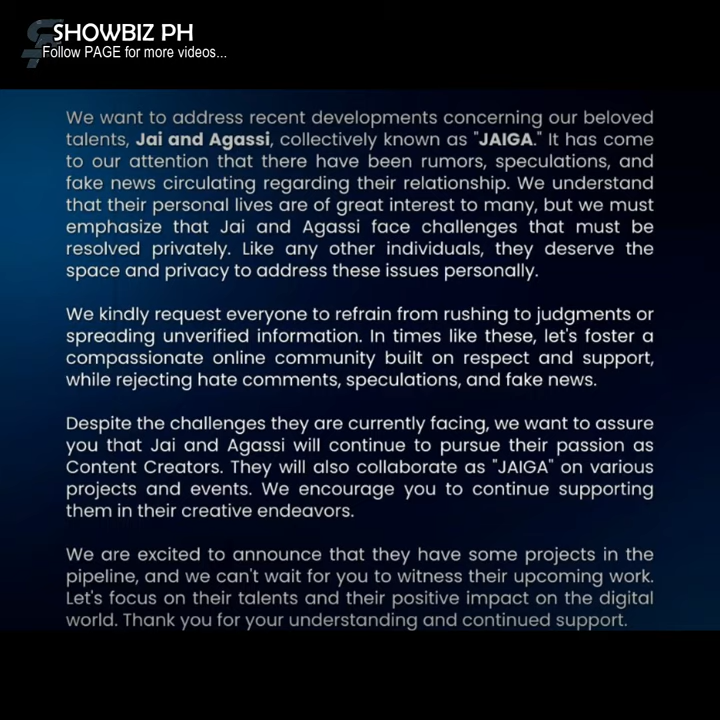 SHOWBIZ PH
Follow PAGE for more videos...
We want to address recent developments concerning our beloved
talents, Jai and Agassi, collectively known as "JAIGA." It has come
to our attention that there have been rumors, speculations, and
fake news circulating regarding their relationship. We understand
that their personal lives are of great interest to many, but we must
emphasize that Jai and Agassi face challenges that must be
resolved privately. Like any other individuals, they deserve the
space and privacy to address these issues personally.
We kindly request everyone to refrain from rushing to judgments or
spreading unverified information. In times like these, let's foster a
compassionate online community built on respect and support,
while rejecting hate comments, speculations, and fake news.
Despite the challenges they are currently facing, we want to assure
you that Jai and Agassi will continue to pursue their passion as
Content Creators. They will also collaborate as "JAIGA" on various
projects and events. We encourage you to continue supporting
them in their creative endeavors.
We are excited to announce that they have some projects in the
pipeline, and we can't wait for you to witness their upcoming work.
Let's focus on their talents and their positive impact on the digital
world. Thank you for your understanding and continued support.